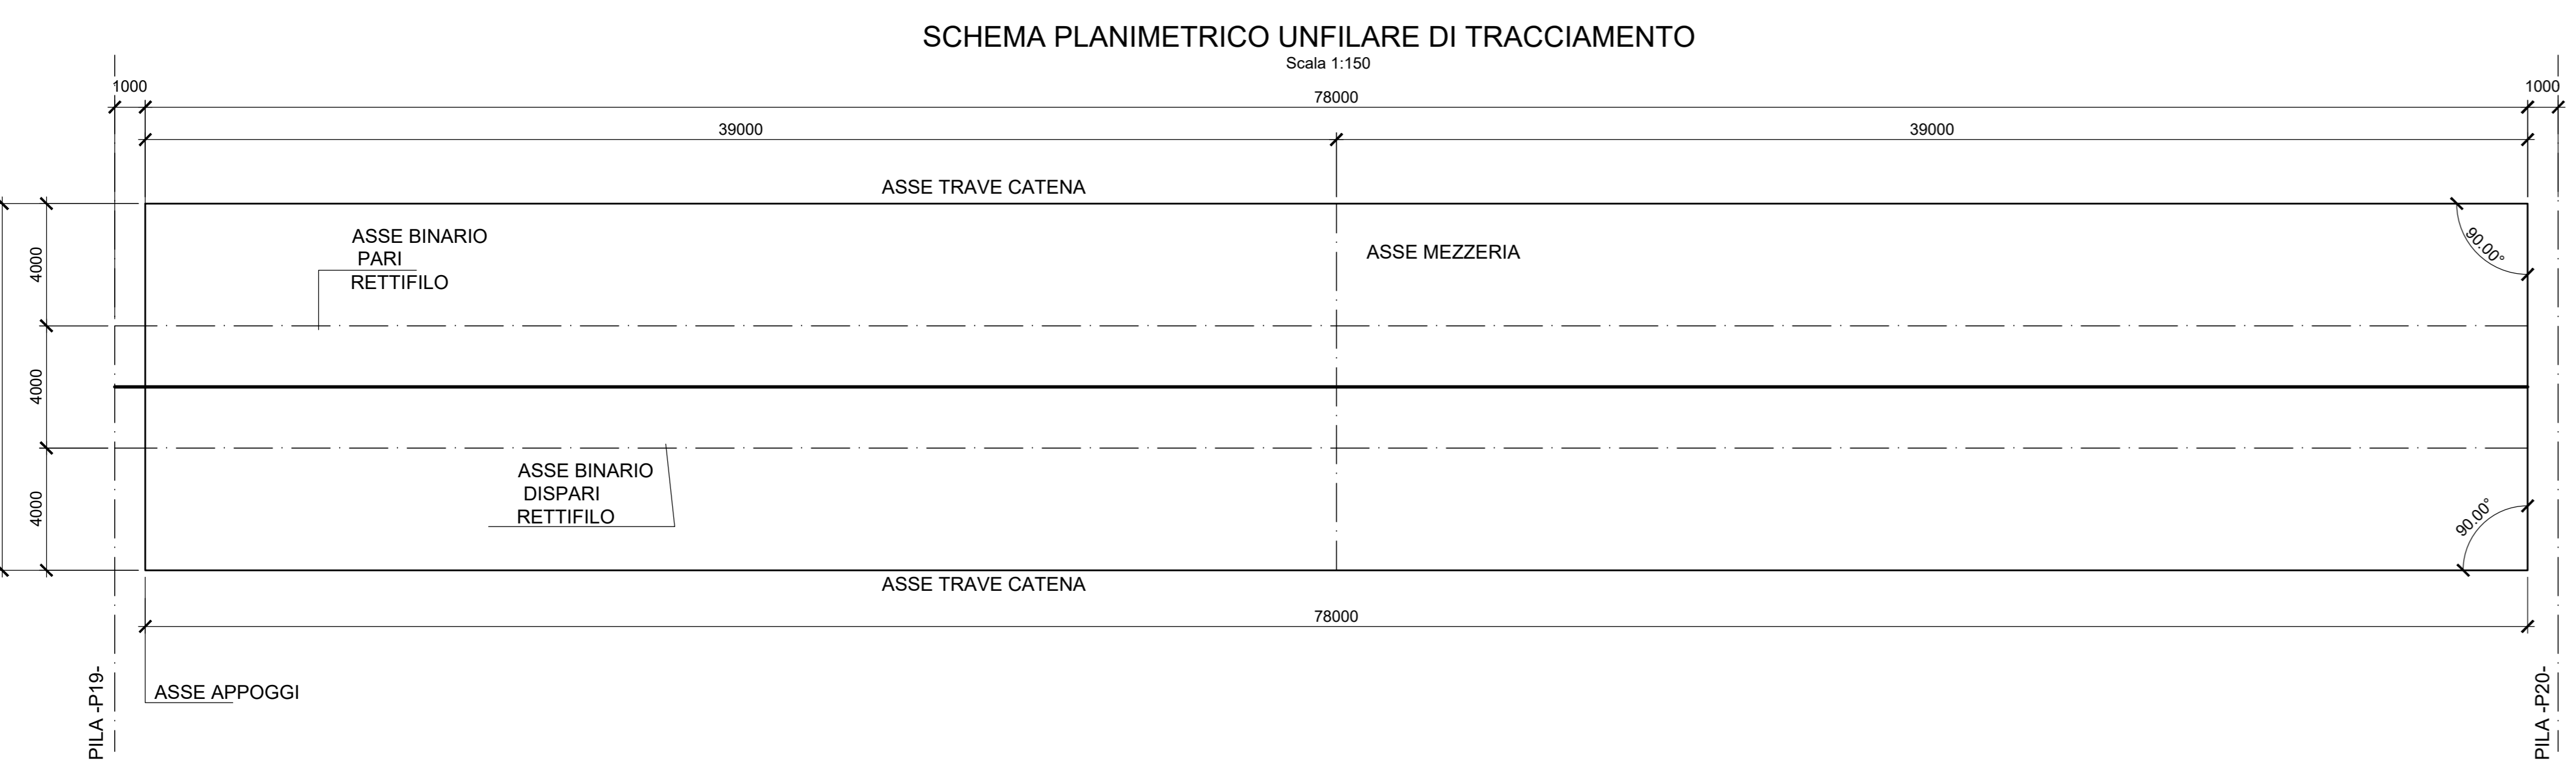 SCHEMA PLANIMETRICO UNFILARE DI TRACCIAMENTO
Scala 1:150
1000
78000
1000
39000
39000
ASSE TRAVE CATENA
ASSE BINARIO
PARI
RETTIFILO
ASSE MEZZERIA
90.00°
4000
4000
4000
ASSE BINARIO
DISPARI
RETTIFILO
90.00°
ASSE TRAVE CATENA
78000
ASSE APPOGGI
PILA -P19-
PILA -P20-